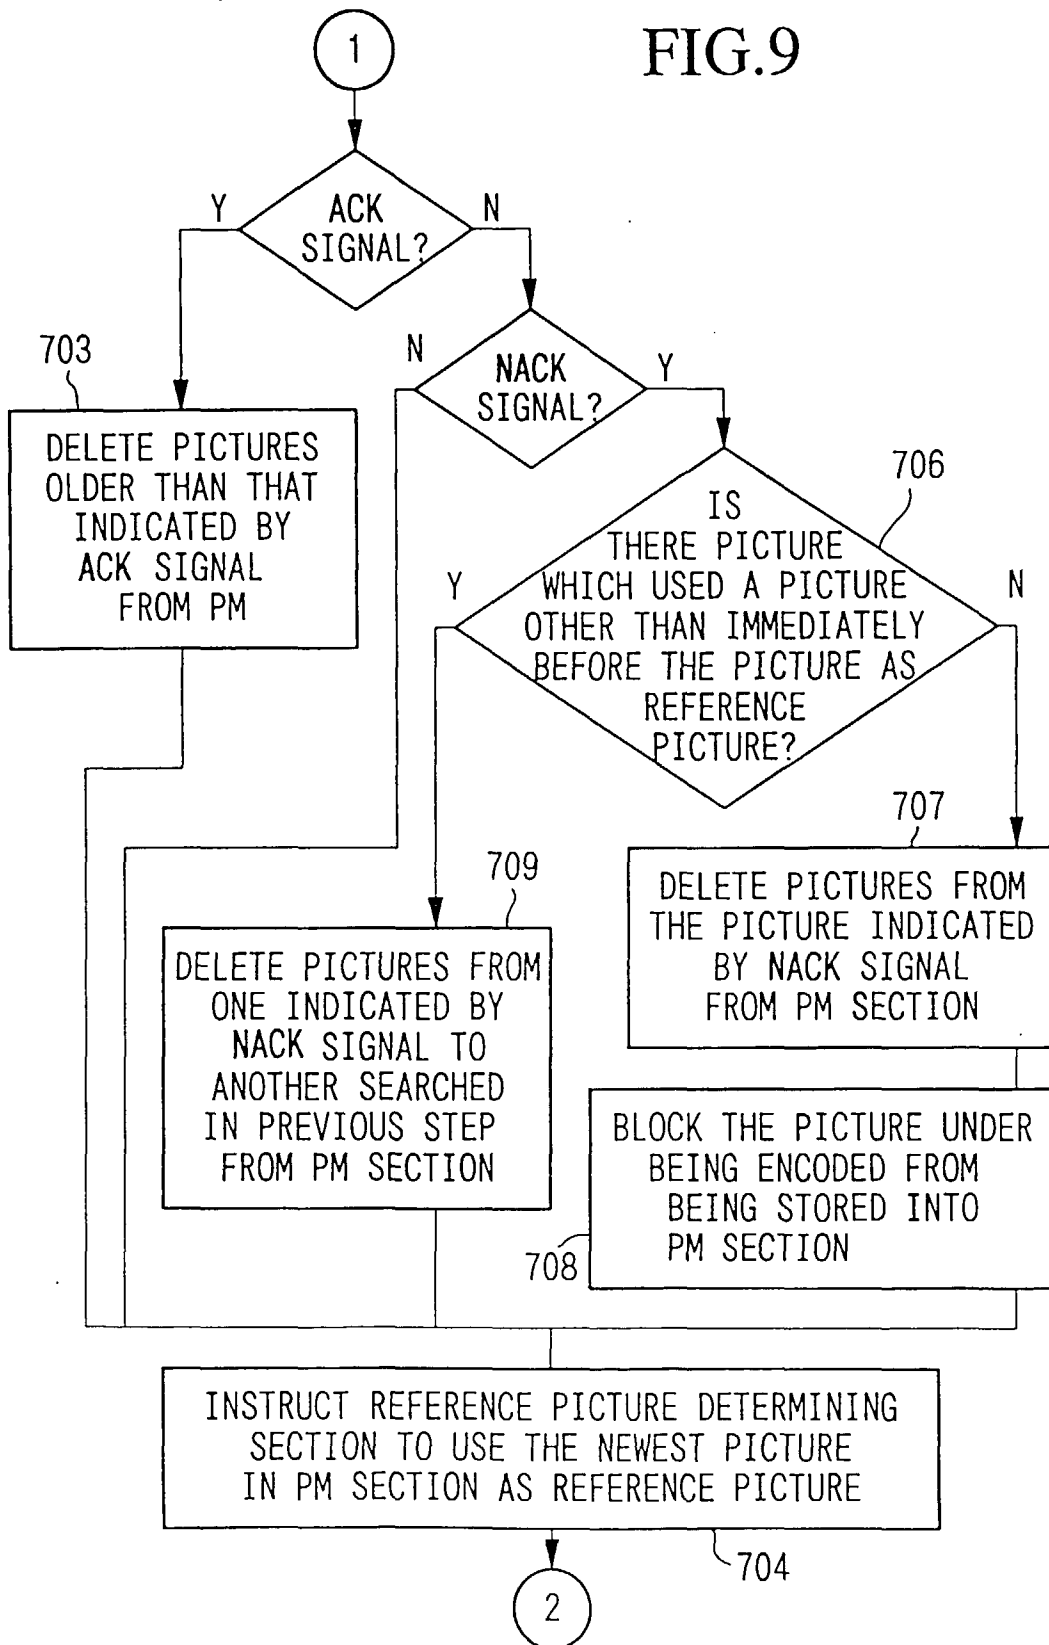 FIG.9
1
ACK
SIGNAL?
Y
N
NACK
SIGNAL?
N
Y
703
DELETE PICTURES
OLDER THAN THAT
INDICATED BY
ACK SIGNAL
FROM PM
706
IS
THERE PICTURE
WHICH USED A PICTURE
OTHER THAN IMMEDIATELY
BEFORE THE PICTURE AS
REFERENCE
PICTURE?
Y
N
709
DELETE PICTURES FROM
ONE INDICATED BY
NACK SIGNAL TO
ANOTHER SEARCHED
IN PREVIOUS STEP
FROM PM SECTION
707
DELETE PICTURES FROM
THE PICTURE INDICATED
BY NACK SIGNAL
FROM PM SECTION
BLOCK THE PICTURE UNDER
BEING ENCODED FROM
BEING STORED INTO
PM SECTION
708
INSTRUCT REFERENCE PICTURE DETERMINING
SECTION TO USE THE NEWEST PICTURE
IN PM SECTION AS REFERENCE PICTURE
704
2